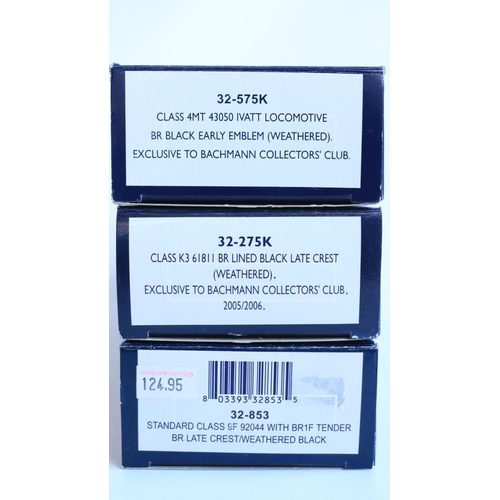 32-575K
CLASS 4MT 43050 IVATT LOCOMOTIVE
BR BLACK EARLY EMBLEM (WEATHERED).
EXCLUSIVE TO BACHMANN COLLECTORS' CLUB.
32-275K
CLASS K3 61811 BR LINED BLACK LATE CREST
(WEATHERED).
EXCLUSIVE TO BACHMANN COLLECTORS' CLUB.
2005/2006.
124.95
8 03393 32853 5
32-853
STANDARD CLASS 9F 92044 WITH BR1F TENDER
BR LATE CREST/WEATHERED BLACK